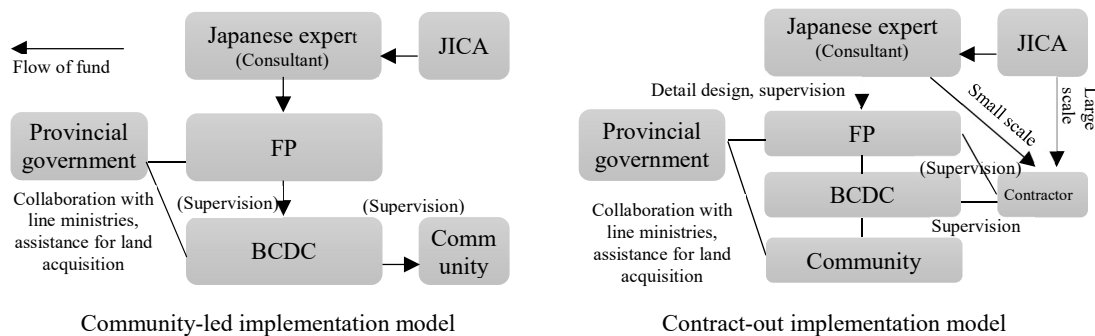 Japanese expert
(Consultant)
JICA
Flow of fund
Provincial
government
FP
Collaboration with
line ministries,
assistance for land
acquisition
(Supervision)
(Supervision)
BCDC
Comm
unity
Community-led implementation model
Japanese expert
(Consultant)
JICA
Detail design, supervision
Small scale
Large
scale
Provincial
government
FP
(Supervision)
BCDC
Contractor
Collaboration with
line ministries,
assistance for land
acquisition
Supervision
Community
Contract-out implementation model